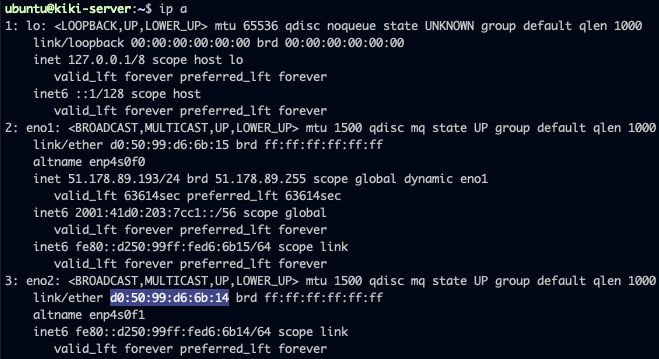 ubuntu@kiki-server:~$ ip a
1: lo: <LOOPBACK,UP,LOWER_UP> mtu 65536 qdisc noqueue state UNKNOWN group default qlen 1000
    link/loopback 00:00:00:00:00:00 brd 00:00:00:00:00:00
    inet 127.0.0.1/8 scope host lo
       valid_lft forever preferred_lft forever
    inet6 ::1/128 scope host
       valid_lft forever preferred_lft forever
2: eno1: <BROADCAST,MULTICAST,UP,LOWER_UP> mtu 1500 qdisc mq state UP group default qlen 1000
    link/ether d0:50:99:d6:6b:15 brd ff:ff:ff:ff:ff:ff
    altname enp4s0f0
    inet 51.178.89.193/24 brd 51.178.89.255 scope global dynamic eno1
       valid_lft 63614sec preferred_lft 63614sec
    inet6 2001:41d0:203:7cc1::/56 scope global
       valid_lft forever preferred_lft forever
    inet6 fe80::d250:99ff:fed6:6b15/64 scope link
       valid_lft forever preferred_lft forever
3: eno2: <BROADCAST,MULTICAST,UP,LOWER_UP> mtu 1500 qdisc mq state UP group default qlen 1000
    link/ether d0:50:99:d6:6b:14 brd ff:ff:ff:ff:ff:ff
    altname enp4s0f1
    inet6 fe80::d250:99ff:fed6:6b14/64 scope link
       valid_lft forever preferred_lft forever